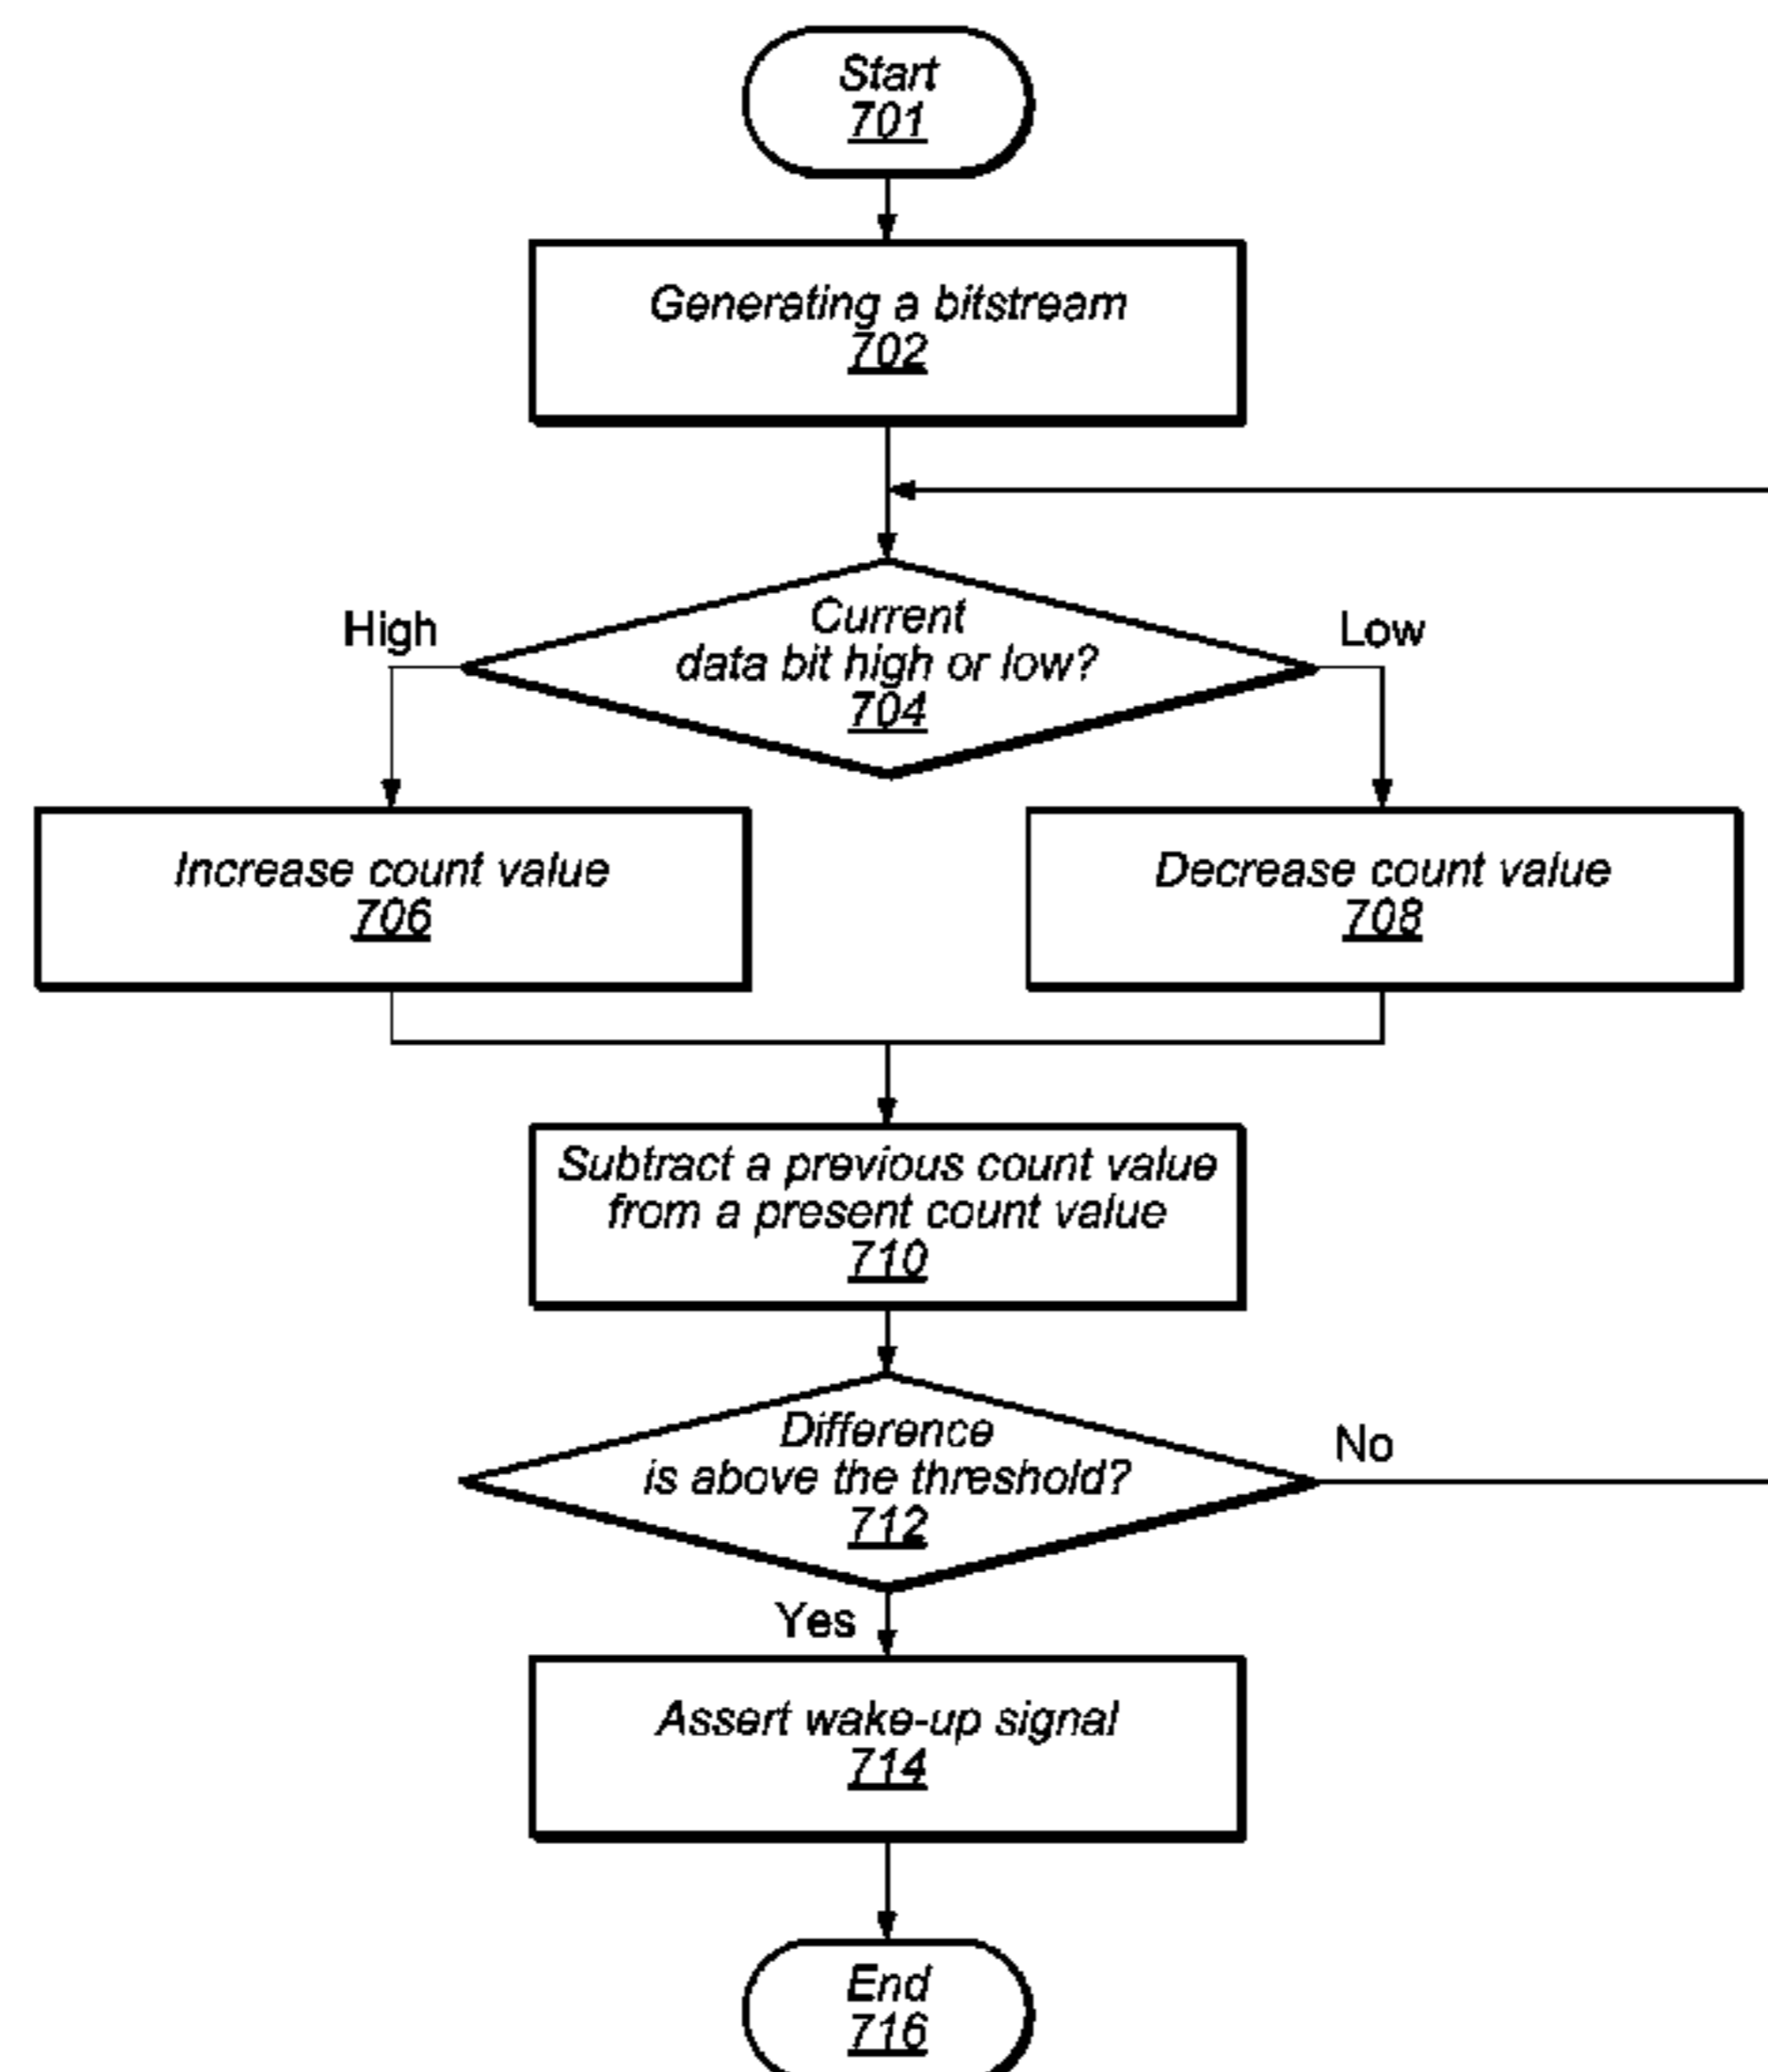 Start
701
Generating a bitstream
702
Current
data bit high or low?
704
High
Low
Increase count value
706
Decrease count value
708
Subtract a previous count value
from a present count value
710
Difference
is above the threshold?
712
No
Yes
Assert wake-up signal
714
End
716